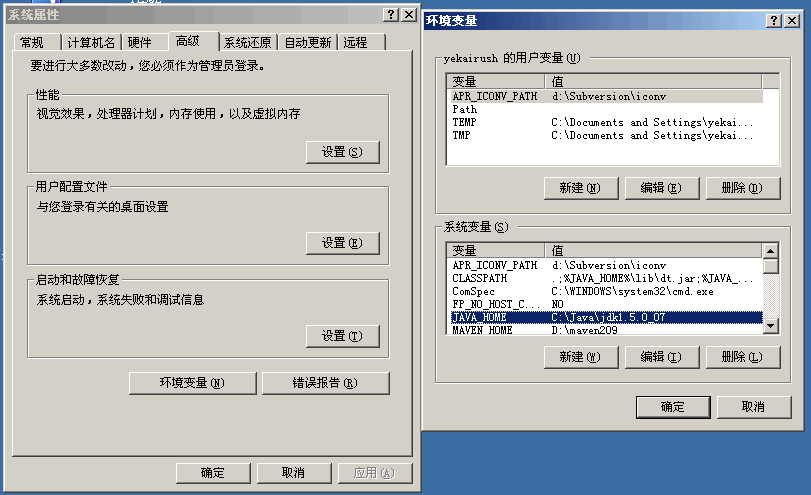 系统属性
常规 计算机名 硬件 高级 系统还原 自动更新 远程
要进行大多数改动，您必须作为管理员登录。
性能
视觉效果，处理器计划，内存使用，以及虚拟内存
设置(S)
用户配置文件
与您登录有关的桌面设置
设置(E)
启动和故障恢复
系统启动，系统失败和调试信息
设置(T)
环境变量(N) 错误报告(R)
确定 取消 应用(A)
环境变量
yekairush 的用户变量(U)
变量 值
APR_ICONV_PATH d:\Subversion\iconv
Path
TEMP C:\Documents and Settings\yekai...
TMP C:\Documents and Settings\yekai...
新建(N) 编辑(E) 删除(D)
系统变量(S)
变量 值
APR_ICONV_PATH d:\Subversion\iconv
CLASSPATH .;%JAVA_HOME%\lib\dt.jar;%JAVA_...
ComSpec C:\WINDOWS\system32\cmd.exe
FP_NO_HOST_C... NO
JAVA_HOME C:\Java\jdk1.5.0_07
MAVEN_HOME D:\maven209
新建(W) 编辑(I) 删除(L)
确定 取消